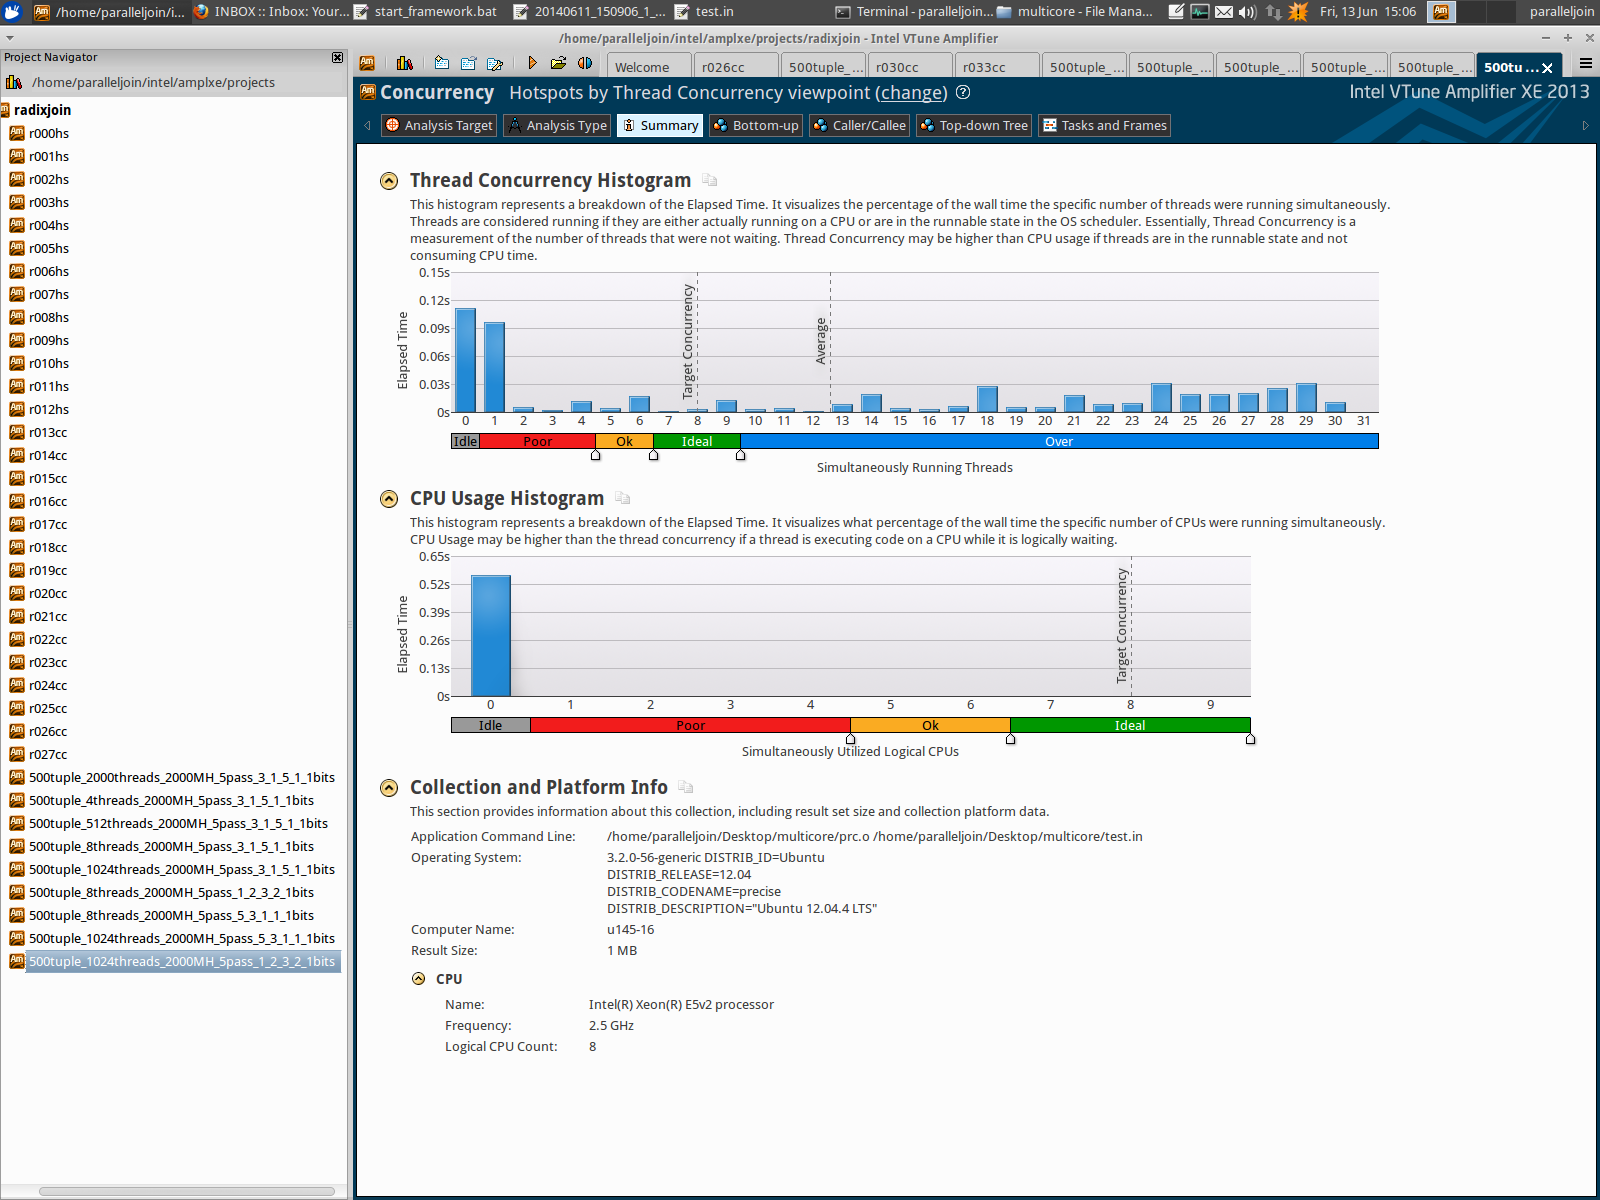 /home/paralleljoin/i...
INBOX :: Inbox: Your...
start_framework.bat
20140611_150906_1_...
test.in
Terminal - paralleljoin...
multicore - File Mana...
Fri, 13 Jun 15:06
paralleljoin
/home/paralleljoin/intel/amplxe/projects/radixjoin - Intel VTune Amplifier
Project Navigator
/home/paralleljoin/intel/amplxe/projects
radixjoin
r000hs
r001hs
r002hs
r003hs
r004hs
r005hs
r006hs
r007hs
r008hs
r009hs
r010hs
r011hs
r012hs
r013cc
r014cc
r015cc
r016cc
r017cc
r018cc
r019cc
r020cc
r021cc
r022cc
r023cc
r024cc
r025cc
r026cc
r027cc
500tuple_2000threads_2000MH_5pass_3_1_5_1_1bits
500tuple_4threads_2000MH_5pass_3_1_5_1_1bits
500tuple_512threads_2000MH_5pass_3_1_5_1_1bits
500tuple_8threads_2000MH_5pass_3_1_5_1_1bits
500tuple_1024threads_2000MH_5pass_3_1_5_1_1bits
500tuple_8threads_2000MH_5pass_1_2_3_2_1bits
500tuple_8threads_2000MH_5pass_5_3_1_1_1bits
500tuple_1024threads_2000MH_5pass_5_3_1_1_1bits
500tuple_1024threads_2000MH_5pass_1_2_3_2_1bits
Welcome r026cc 500tuple_... r030cc r033cc 500tuple_... 500tuple_... 500tuple_... 500tuple_... 500tuple_... 500tu ...
Concurrency Hotspots by Thread Concurrency viewpoint (change)
Intel VTune Amplifier XE 2013
Analysis Target Analysis Type Summary Bottom-up Caller/Callee Top-down Tree Tasks and Frames
Thread Concurrency Histogram
This histogram represents a breakdown of the Elapsed Time. It visualizes the percentage of the wall time the specific number of threads were running simultaneously.
Threads are considered running if they are either actually running on a CPU or are in the runnable state in the OS scheduler. Essentially, Thread Concurrency is a
measurement of the number of threads that were not waiting. Thread Concurrency may be higher than CPU usage if threads are in the runnable state and not
consuming CPU time.
Elapsed Time
0.15s
0.12s
0.09s
0.06s
0.03s
0s
Target Concurrency
Average
0 1 2 3 4 5 6 7 8 9 10 11 12 13 14 15 16 17 18 19 20 21 22 23 24 25 26 27 28 29 30 31
Idle Poor Ok Ideal Over
Simultaneously Running Threads
CPU Usage Histogram
This histogram represents a breakdown of the Elapsed Time. It visualizes what percentage of the wall time the specific number of CPUs were running simultaneously.
CPU Usage may be higher than the thread concurrency if a thread is executing code on a CPU while it is logically waiting.
Elapsed Time
0.65s
0.52s
0.39s
0.26s
0.13s
0s
Target Concurrency
0 1 2 3 4 5 6 7 8 9
Idle Poor Ok Ideal
Simultaneously Utilized Logical CPUs
Collection and Platform Info
This section provides information about this collection, including result set size and collection platform data.
Application Command Line: /home/paralleljoin/Desktop/multicore/prc.o /home/paralleljoin/Desktop/multicore/test.in
Operating System: 3.2.0-56-generic DISTRIB_ID=Ubuntu
DISTRIB_RELEASE=12.04
DISTRIB_CODENAME=precise
DISTRIB_DESCRIPTION="Ubuntu 12.04.4 LTS"
Computer Name: u145-16
Result Size: 1 MB
CPU
Name: Intel(R) Xeon(R) E5v2 processor
Frequency: 2.5 GHz
Logical CPU Count: 8